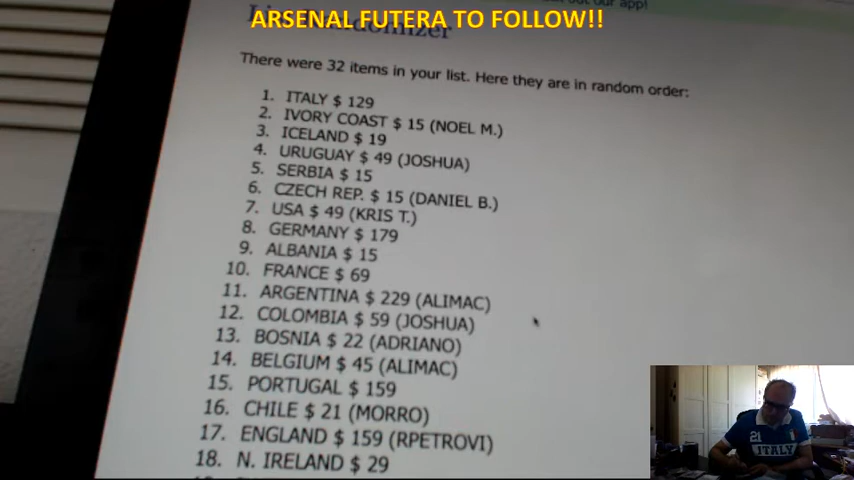 our app!
ARSENAL FUTERA TO FOLLOW!!
List Randomizer
There were 32 items in your list. Here they are in random order:
1. ITALY $ 129
2. IVORY COAST $ 15 (NOEL M.)
3. ICELAND $ 19
4. URUGUAY $ 49 (JOSHUA)
5. SERBIA $ 15
6. CZECH REP. $ 15 (DANIEL B.)
7. USA $ 49 (KRIS T.)
8. GERMANY $ 179
9. ALBANIA $ 15
10. FRANCE $ 69
11. ARGENTINA $ 229 (ALIMAC)
12. COLOMBIA $ 59 (JOSHUA)
13. BOSNIA $ 22 (ADRIANO)
14. BELGIUM $ 45 (ALIMAC)
15. PORTUGAL $ 159
16. CHILE $ 21 (MORRO)
17. ENGLAND $ 159 (RPETROVI)
18. N. IRELAND $ 29
21
ITALY